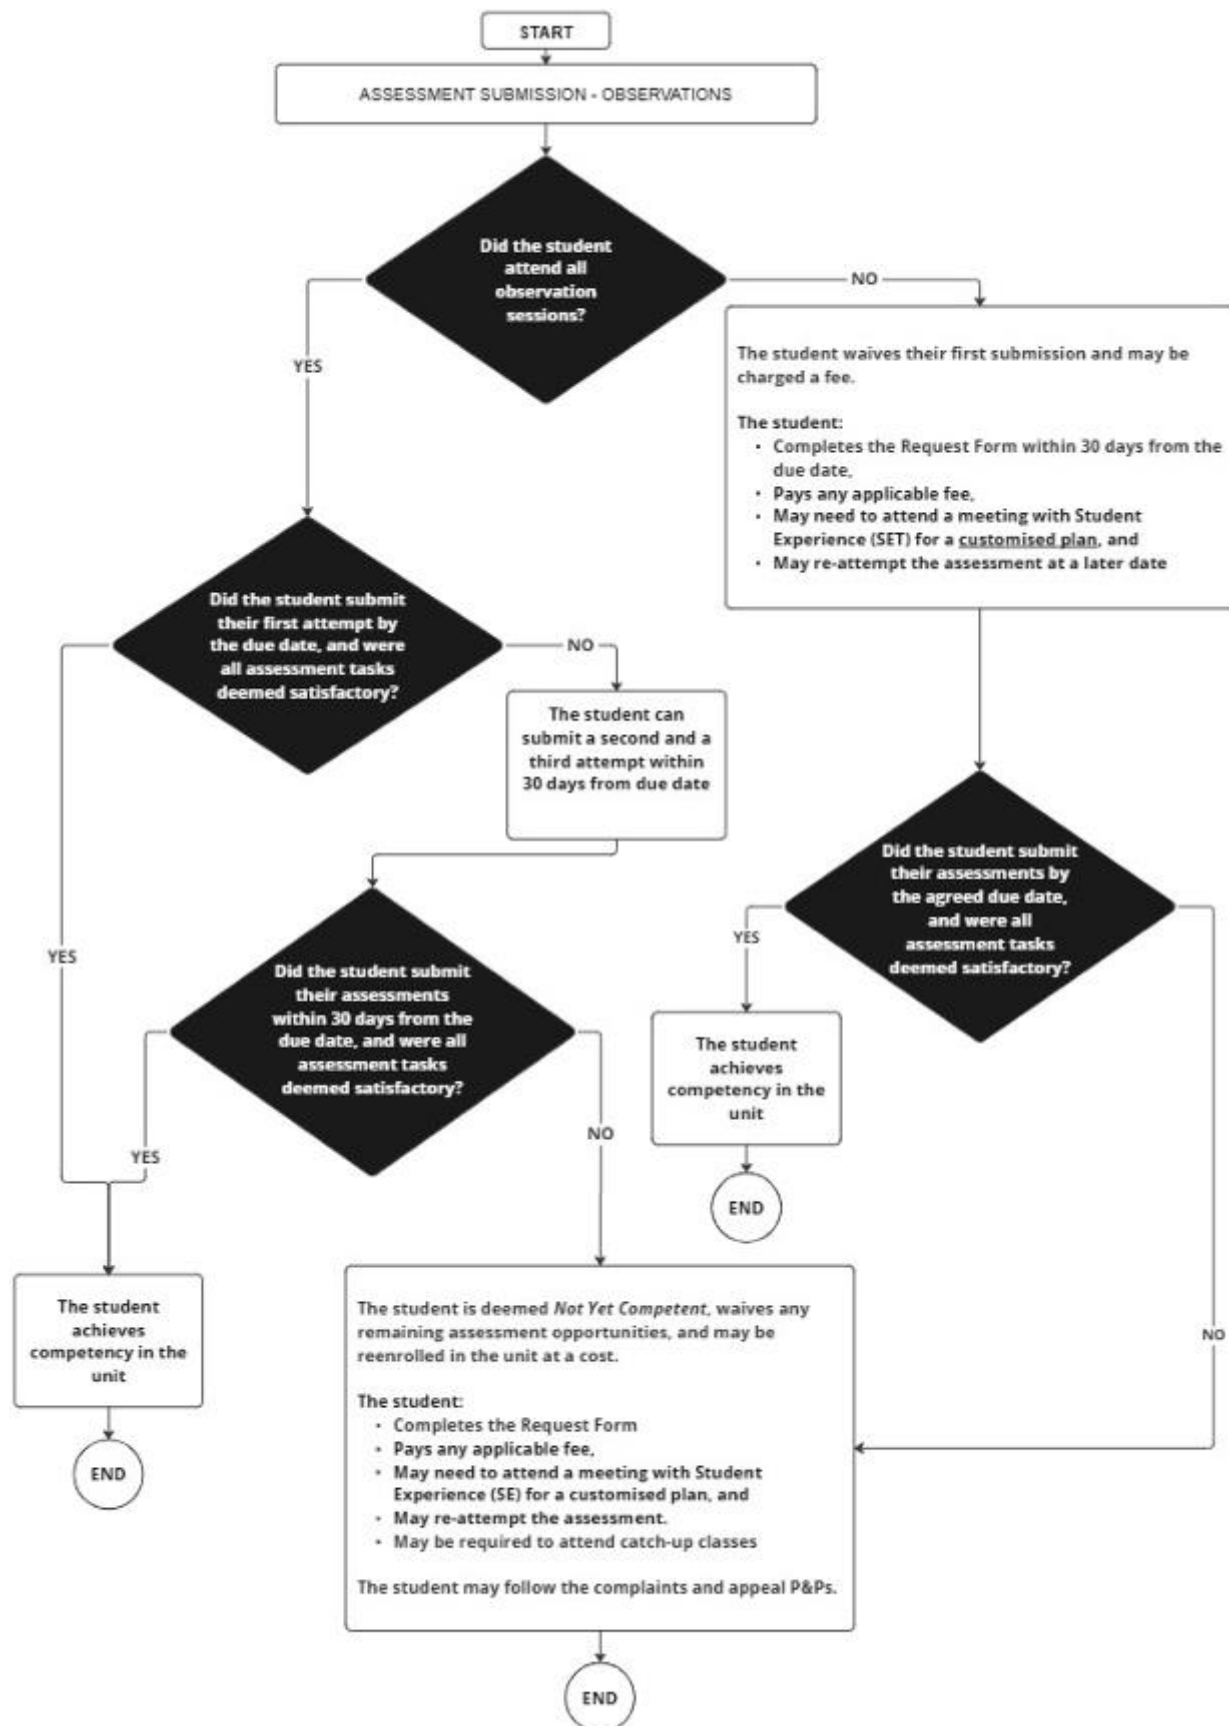 START
ASSESSMENT SUBMISSION - OBSERVATIONS
Did the student
attend all
observation
sessions?
NO
YES
The student waives their first submission and may be
charged a fee.
The student:
• Completes the Request Form within 30 days from the
due date,
• Pays any applicable fee,
• May need to attend a meeting with Student
Experience (SET) for a customised plan, and
• May re-attempt the assessment at a later date
Did the student submit
their first attempt by
the due date, and were
all assessment tasks
deemed satisfactory?
NO
The student can
submit a second and a
third attempt within
30 days from due date
Did the student submit
their assessments by
the agreed due date,
and were all
assessment tasks
deemed satisfactory?
YES
YES
Did the student submit
their assessments
within 30 days from the
due date, and were all
assessment tasks
deemed satisfactory?
The student
achieves
competency in the
unit
NO
YES
END
The student
achieves
competency in the
unit
END
The student is deemed Not Yet Competent, waives any
remaining assessment opportunities, and may be
reenrolled in the unit at a cost.
The student:
• Completes the Request Form
• Pays any applicable fee,
• May need to attend a meeting with Student
Experience (SE) for a customised plan, and
• May re-attempt the assessment.
• May be required to attend catch-up classes
The student may follow the complaints and appeal P&Ps.
NO
END